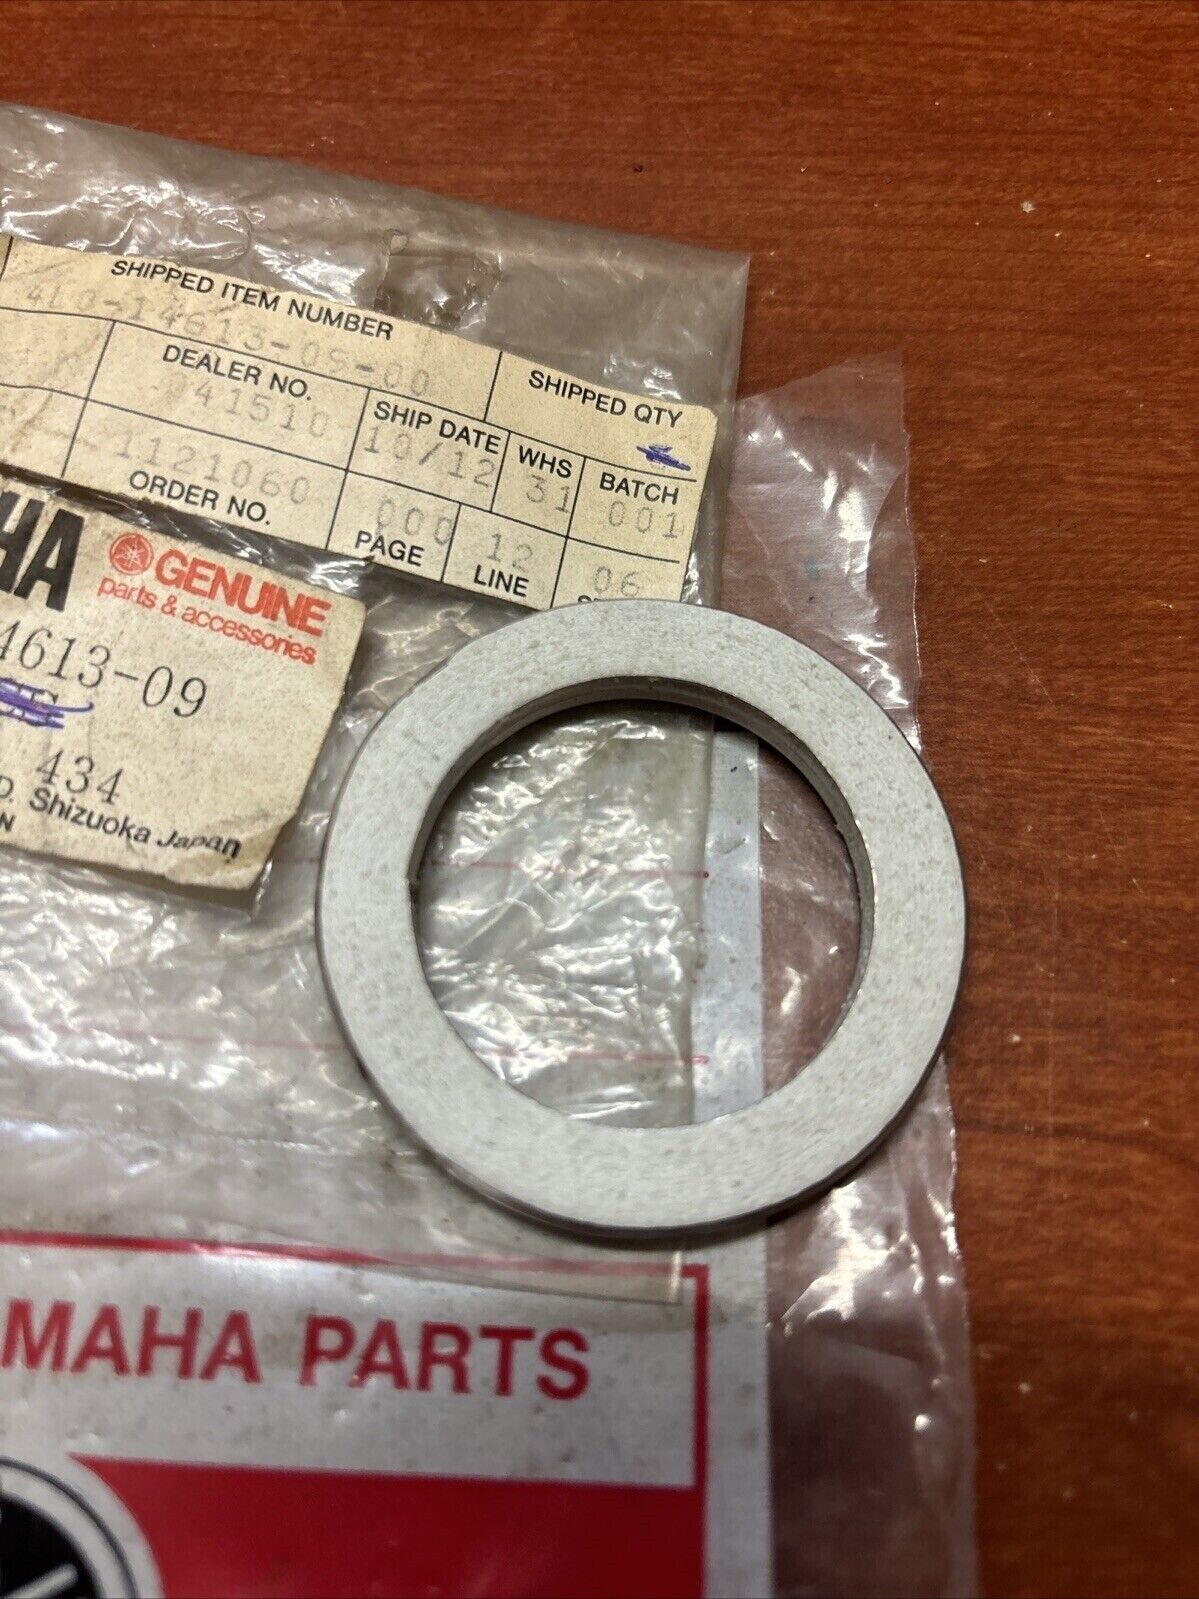 SHIPPED ITEM NUMBER
4L0-14613-09-00
SHIPPED QTY
DEALER NO.
041510
SHIP DATE
10/12
WHS
31
BATCH
001
1121060
ORDER NO.
000
PAGE
12
LINE
06
HA
GENUINE
parts & accessories
4613-09
434
D. Shizuoka Japan
N
MAHA PARTS